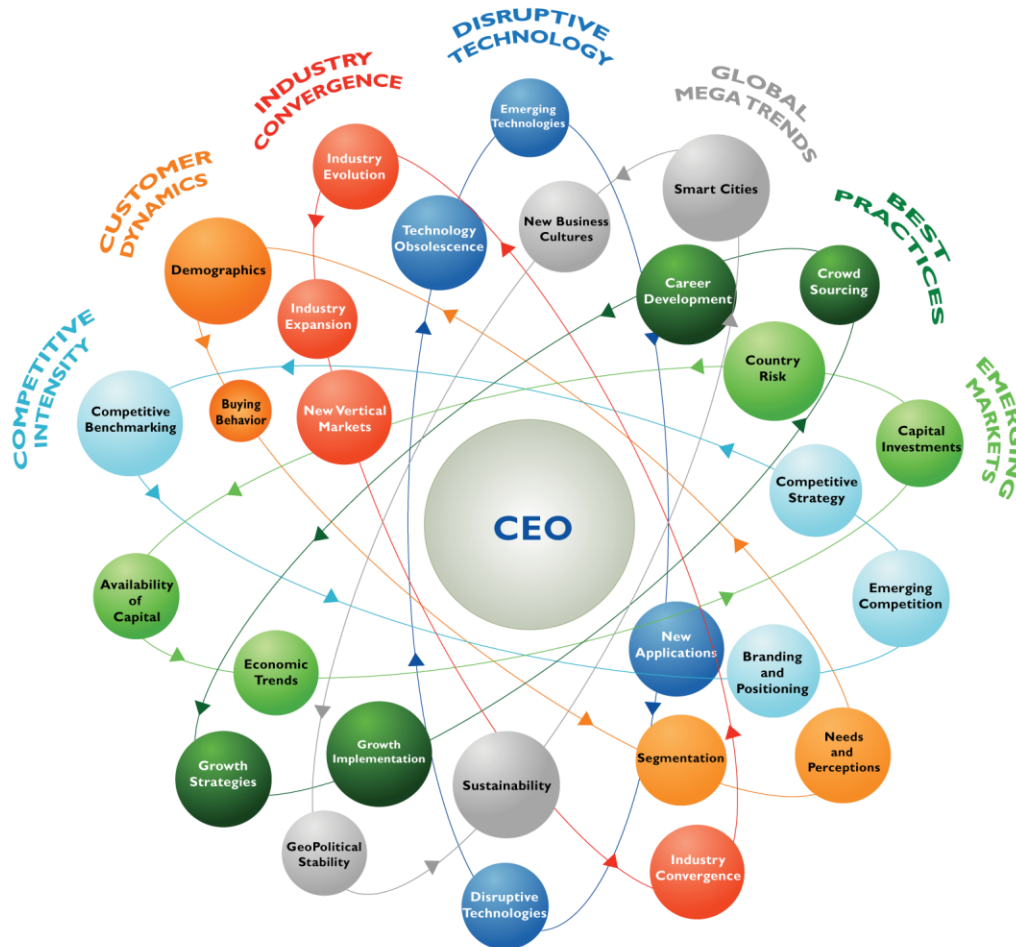 DISRUPTIVE
TECHNOLOGY
INDUSTRY
CONVERGENCE
GLOBAL
MEGA TRENDS
CUSTOMER
DYNAMICS
BEST
PRACTICES
COMPETITIVE
INTENSITY
EMERGING
MARKETS
Emerging
Technologies
Industry
Evolution
Smart Cities
Technology
Obsolescence
New Business
Cultures
Demographics
Career
Development
Crowd
Sourcing
Industry
Expansion
Country
Risk
Buying
Behavior
Competitive
Benchmarking
New Vertical
Markets
Capital
Investments
Competitive
Strategy
CEO
Availability
of
Capital
Emerging
Competition
New
Applications
Economic
Trends
Branding
and
Positioning
Growth
Strategies
Growth
Implementation
Sustainability
Segmentation
Needs
and
Perceptions
GeoPolitical
Stability
Industry
Convergence
Disruptive
Technologies